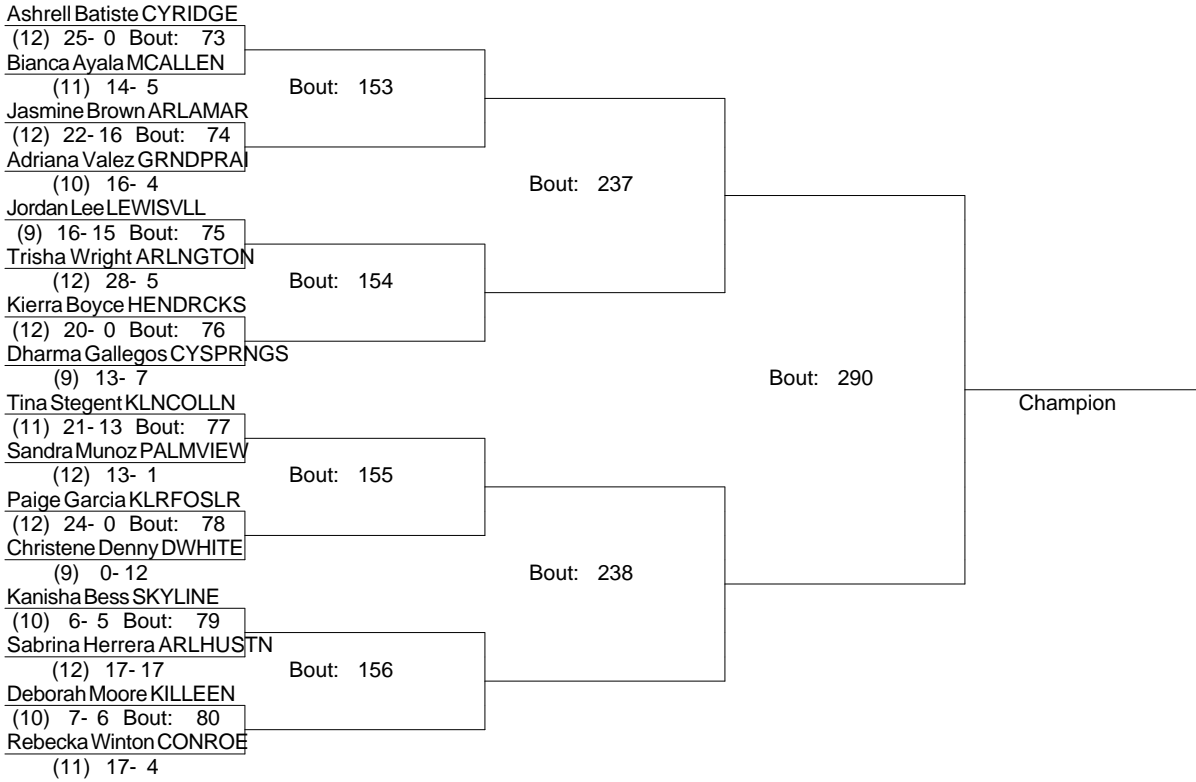 Ashrell Batiste CYRIDGE
(12) 25- 0 Bout: 73
Bianca Ayala MCALLEN
(11) 14- 5
Bout: 153
Jasmine Brown ARLAMAR
(12) 22- 16 Bout: 74
Adriana Valez GRNDPRAI
(10) 16- 4
Bout: 237
Jordan Lee LEWISVLL
(9) 16- 15 Bout: 75
Trisha Wright ARLNGTON
(12) 28- 5
Bout: 154
Kierra Boyce HENDRCKS
(12) 20- 0 Bout: 76
Dharma Gallegos CYSPRNGS
(9) 13- 7
Bout: 290
Champion
Tina Stegent KLNCOLLN
(11) 21- 13 Bout: 77
Sandra Munoz PALMVIEW
(12) 13- 1
Bout: 155
Paige Garcia KLRFOSLR
(12) 24- 0 Bout: 78
Christene Denny DWHITE
(9) 0- 12
Bout: 238
Kanisha Bess SKYLINE
(10) 6- 5 Bout: 79
Sabrina Herrera ARLHUSTN
(12) 17- 17
Bout: 156
Deborah Moore KILLEEN
(10) 7- 6 Bout: 80
Rebecka Winton CONROE
(11) 17- 4